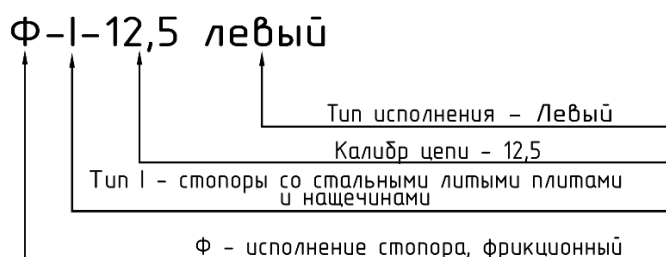 Ф-I-12,5 левый
Тип исполнения - Левый
Калибр цепи - 12,5
Тип I - стопоры со стальными литыми плитами
и нащечинами
Ф - исполнение стопора, фрикционный